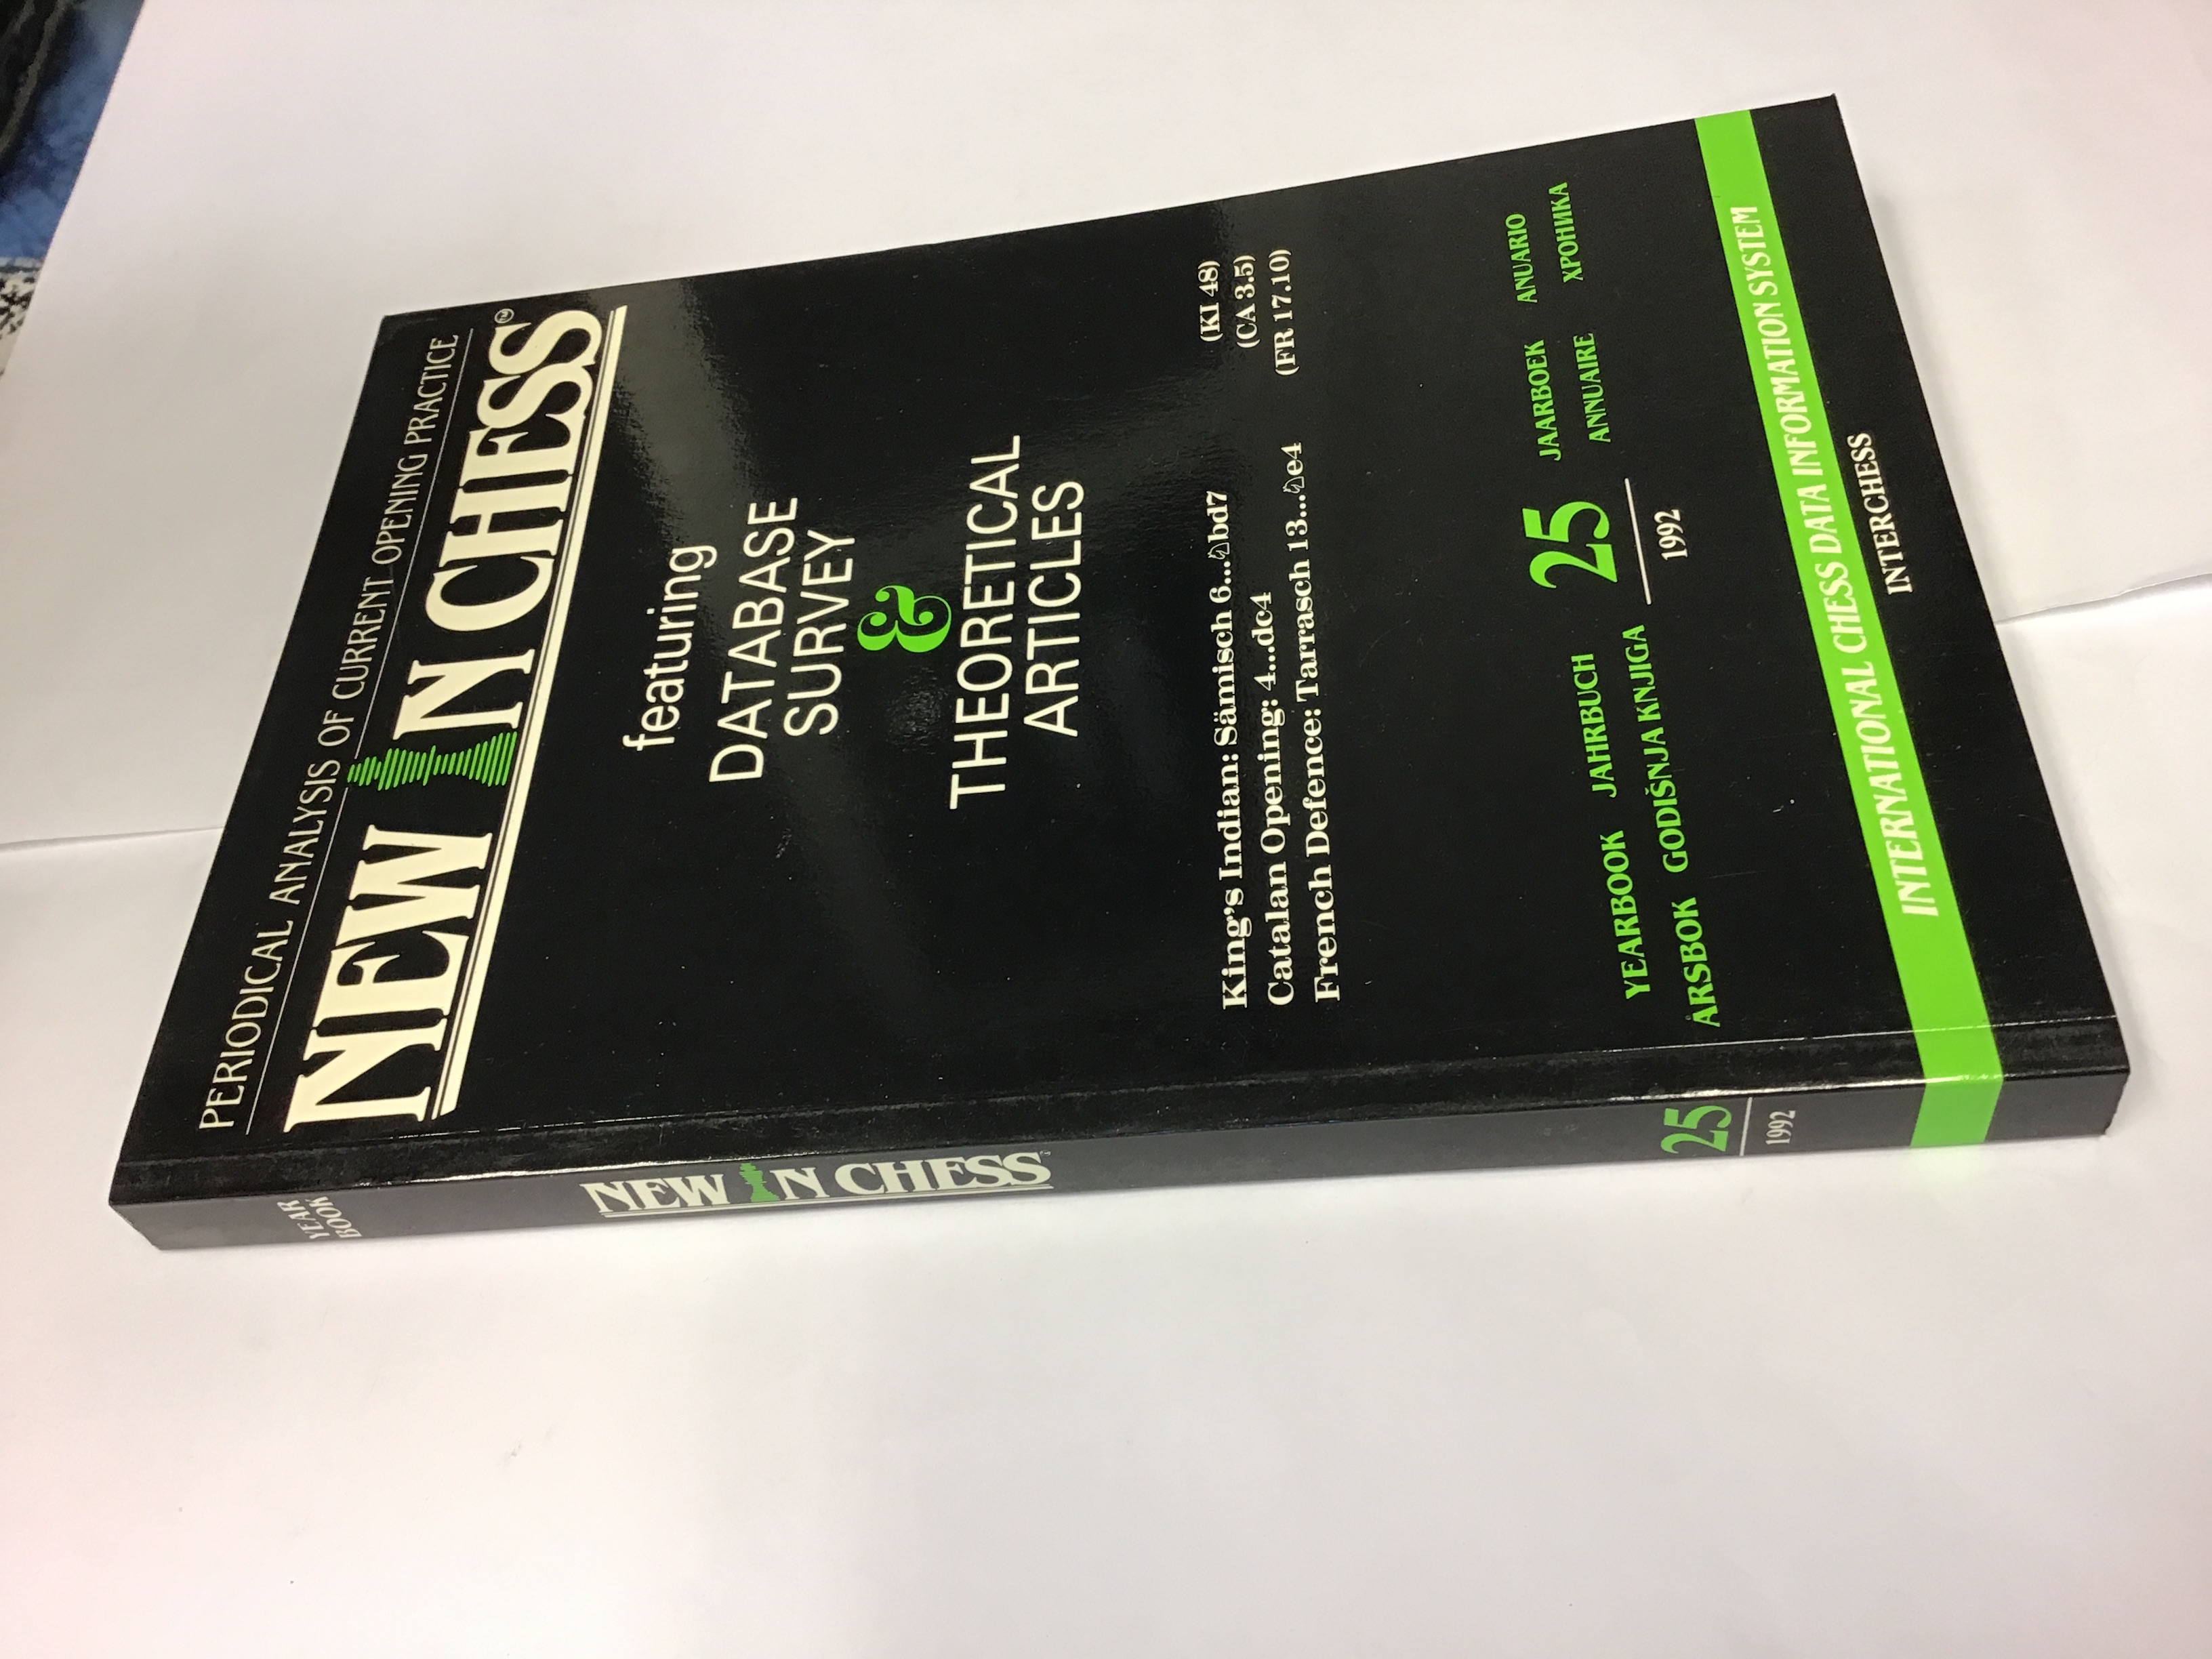 PERIODICAL ANALYSIS OF CURRENT OPENING PRACTICE
NEW IN CHESS™
featuring
DATABASE
SURVEY
&
THEORETICAL
ARTICLES
King's Indian: Sämisch 6...♘bd7 (KI 48)
Catalan Opening: 4...dc4 (CA 3.5)
French Defence: Tarrasch 13...♘e4 (FR 17.10)
YEARBOOK JAHRBUCH 25 JAARBOEK ANUARIO
ÅRSBOK GODIŠNJA KNJIGA ANNUAIRE ХРОНИКА
1992
INTERNATIONAL CHESS DATA INFORMATION SYSTEM
INTERCHESS
YEAR
BOOK
NEW IN CHESS™
25
1992